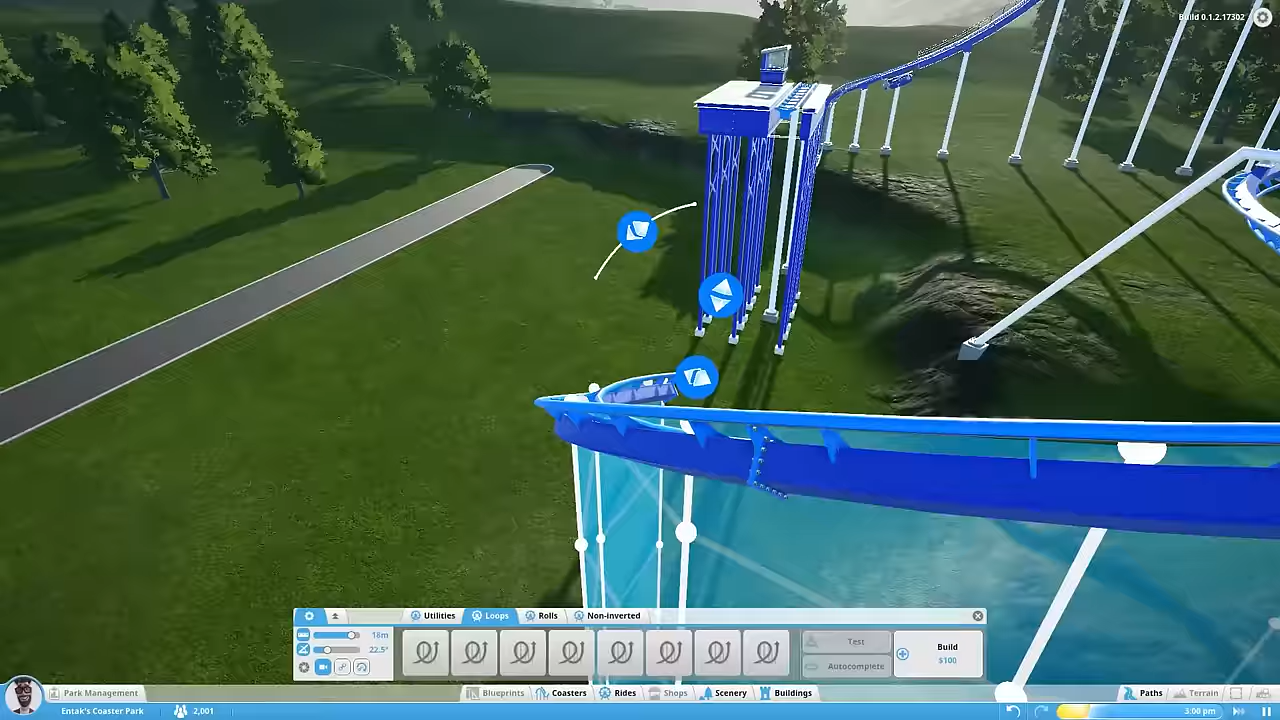 Build 0.1.2.17302
Utilities
Loops
Rolls
Non-inverted
18m
22.5°
Test
Autocomplete
Build
$100
Park Management
Blueprints
Coasters
Rides
Shops
Scenery
Buildings
Paths
Terrain
Entak's Coaster Park
2,001
3:00 pm